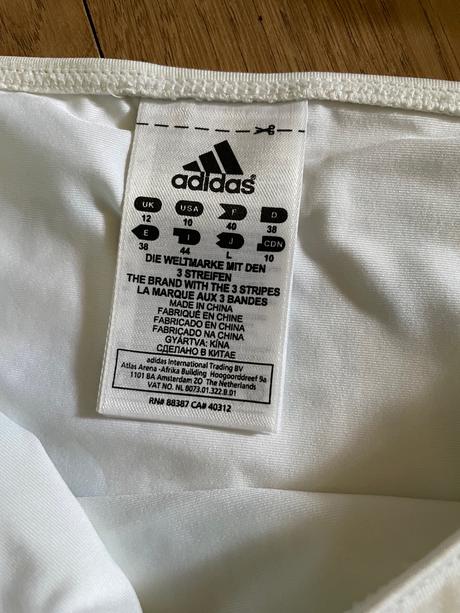 adidas
UK USA F D
12 10 40 38
E I J CDN
38 44 L 10
DIE WELTMARKE MIT DEN
3 STREIFEN
THE BRAND WITH THE 3 STRIPES
LA MARQUE AUX 3 BANDES
MADE IN CHINA
FABRIQUÉ EN CHINE
FABRICADO EN CHINA
FABRICADO NA CHINA
GYÁRTVA: KÍNA
СДЕЛАНО В КИТАЕ
adidas International Trading BV
Atlas Arena -Afrika Building Hoogoorddreef 9a
1101 BA Amsterdam ZO The Netherlands
VAT NO. NL8073.01.322.B.01
RN# 88387 CA# 40312